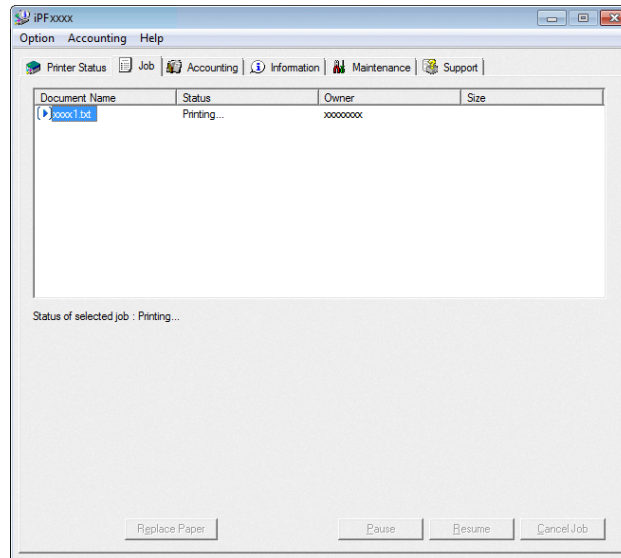 iPFxxxx
Option Accounting Help
Printer Status Job Accounting Information Maintenance Support
Document Name Status Owner Size
xxxx1.txt Printing... xxxxxxxx
Status of selected job : Printing...
Replace Paper Pause Resume Cancel Job